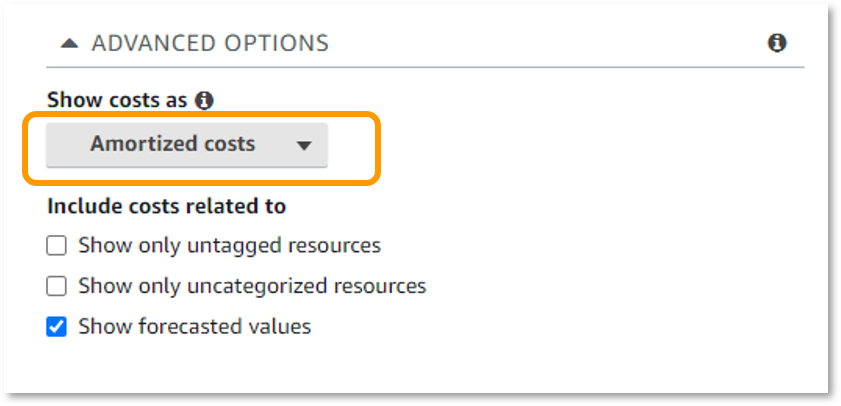 ADVANCED OPTIONS
Show costs as
Amortized costs
Include costs related to
Show only untagged resources
Show only uncategorized resources
Show forecasted values